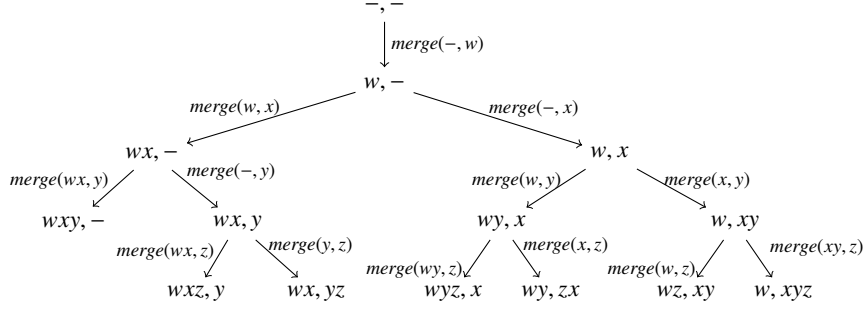 −, −
merge(−, w)
w, −
merge(w, x) merge(−, x)
wx, − w, x
merge(wx, y) merge(−, y) merge(w, y) merge(x, y)
wxy, − wx, y wy, x w, xy
merge(wx, z) merge(y, z) merge(wy, z) merge(x, z) merge(w, z) merge(xy, z)
wxz, y wx, yz wyz, x wy, zx wz, xy w, xyz